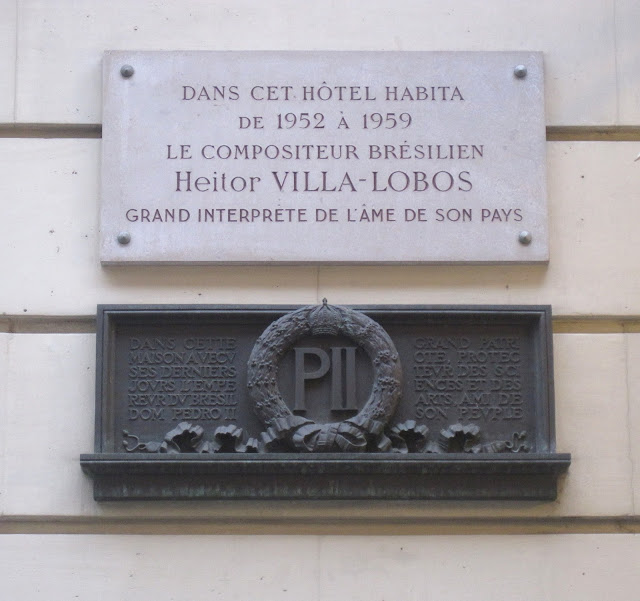 DANS CET HÔTEL HABITA
DE 1952 À 1959
LE COMPOSITEUR BRÉSILIEN
Heitor VILLA-LOBOS
GRAND INTERPRÈTE DE L'ÂME DE SON PAYS
DANS CETTE
MAISON A VECV
SES DERNIERS
JOVRS L'EMPE
REVR DV BRESIL
DOM PEDRO II
PII
GRAND PATRI
OTE, PROTEC
TEVR DES SCI
ENCES ET DES
ARTS AMI DE
SON PEVPLE